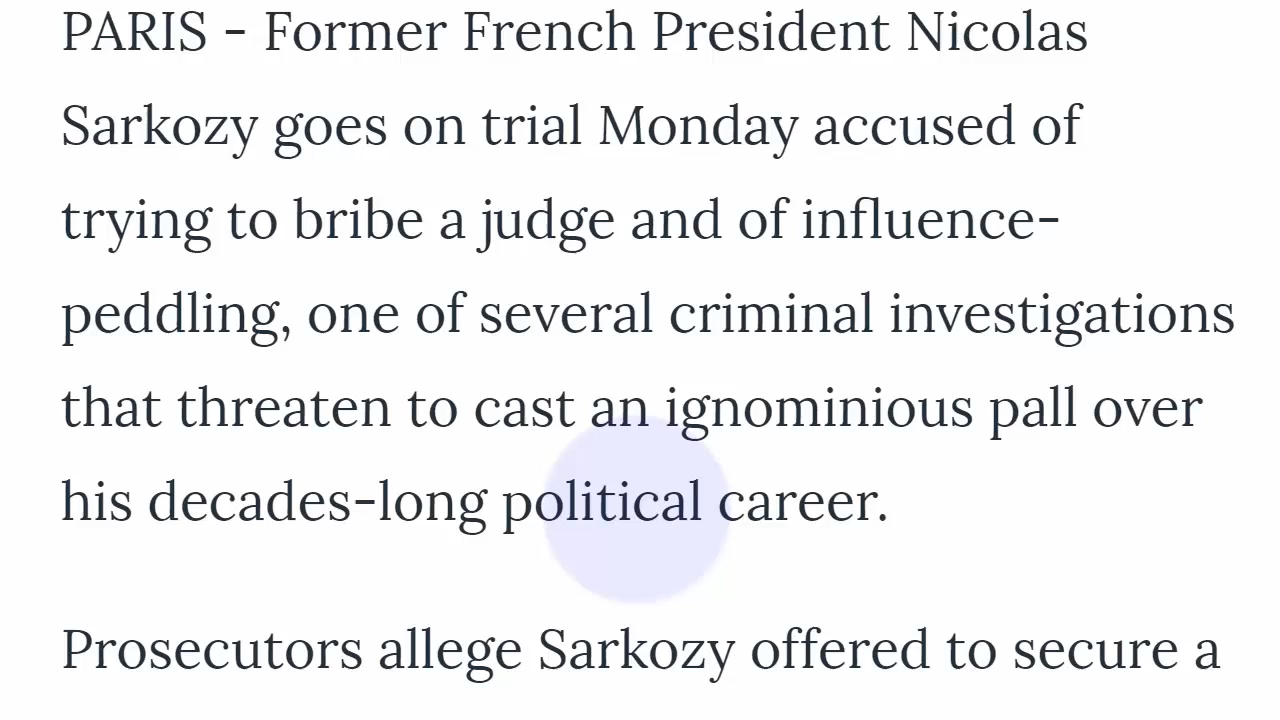 PARIS - Former French President Nicolas
Sarkozy goes on trial Monday accused of
trying to bribe a judge and of influence-
peddling, one of several criminal investigations
that threaten to cast an ignominious pall over
his decades-long political career.
Prosecutors allege Sarkozy offered to secure a